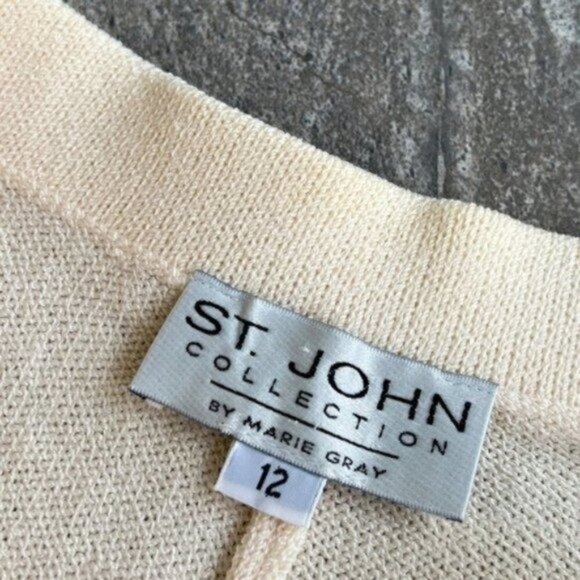 ST. JOHN
COLLECTION
BY MARIE GRAY
12